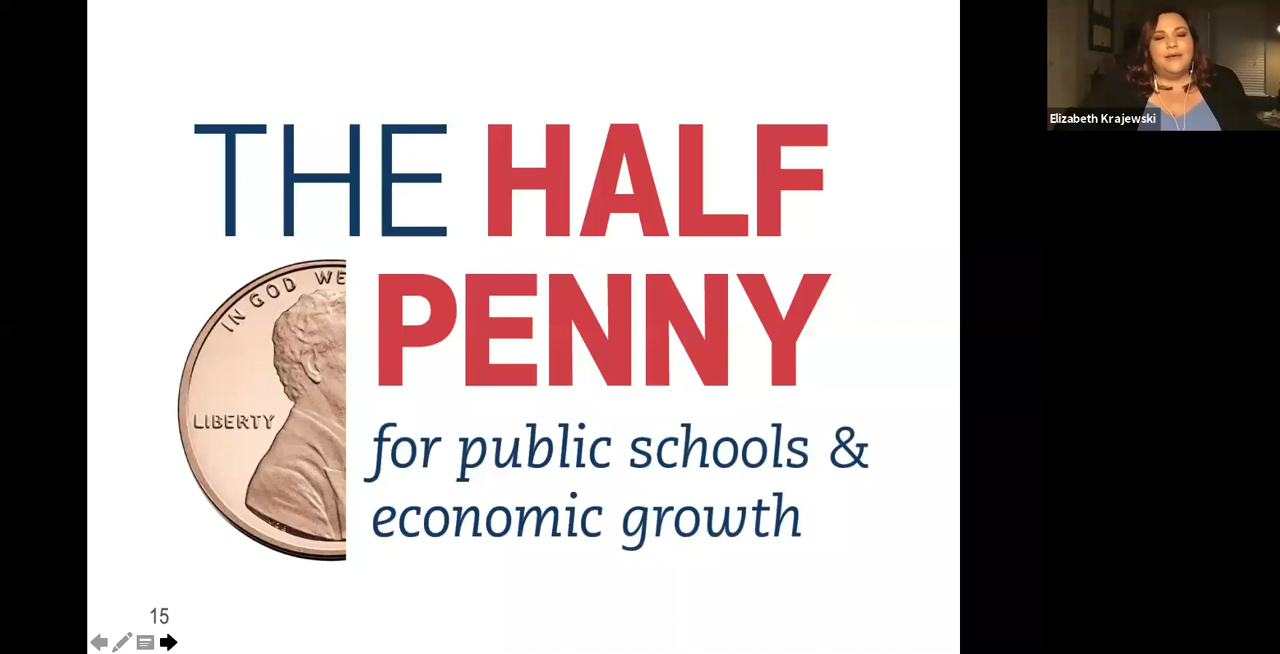 THE HALF
PENNY
for public schools &
economic growth
IN GOD WE
LIBERTY
15
Elizabeth Krajewski